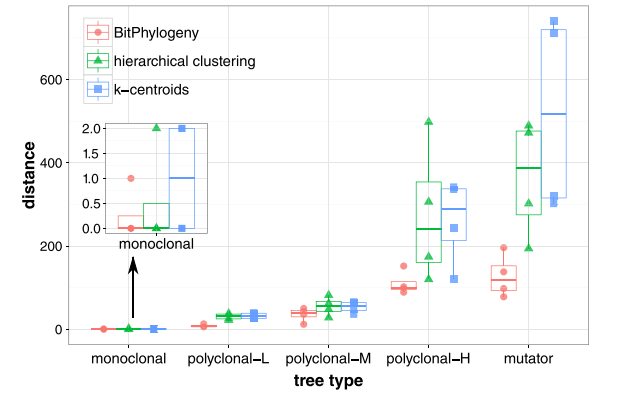 BitPhylogeny
hierarchical clustering
k−centroids
600
400
200
0
distance
2.0
1.5
1.0
0.5
0.0
monoclonal
monoclonal polyclonal−L polyclonal−M polyclonal−H mutator
tree type